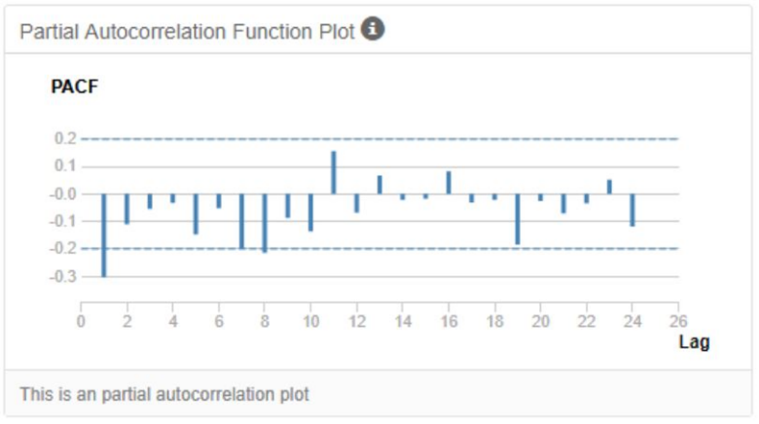 Partial Autocorrelation Function Plot i
PACF
0.2
0.1
-0.0
-0.1
-0.2
-0.3
0 2 4 6 8 10 12 14 16 18 20 22 24 26
Lag
This is an partial autocorrelation plot